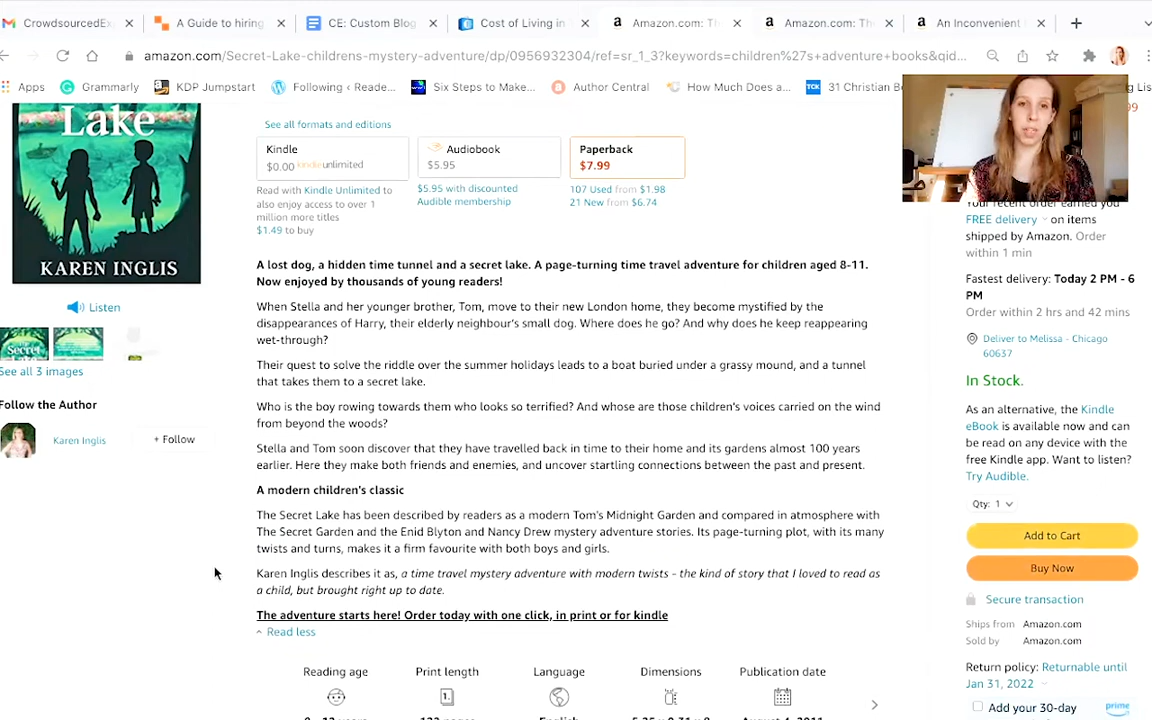 CrowdsourcedEx
A Guide to hiring
CE: Custom Blog
Cost of Living in
Amazon.com: Th
Amazon.com: The
An Inconvenient
amazon.com/Secret-Lake-childrens-mystery-adventure/dp/0956932304/ref=sr_1_3?keywords=children%27s+adventure+books&qid...
Apps
Grammarly
KDP Jumpstart
Following ‹ Reade...
Six Steps to Make...
Author Central
How Much Does a...
31 Christian B
g Lis
Lake
KAREN INGLIS
Listen
See all 3 images
Follow the Author
Karen Inglis
+ Follow
See all formats and editions
Kindle
$0.00 kindleunlimited
Read with Kindle Unlimited to
also enjoy access to over 1
million more titles
$1.49 to buy
Audiobook
$5.95
$5.95 with discounted
Audible membership
Paperback
$7.99
107 Used from $1.98
21 New from $6.74
A lost dog, a hidden time tunnel and a secret lake. A page-turning time travel adventure for children aged 8-11.
Now enjoyed by thousands of young readers!
When Stella and her younger brother, Tom, move to their new London home, they become mystified by the
disappearances of Harry, their elderly neighbour's small dog. Where does he go? And why does he keep reappearing
wet-through?
Their quest to solve the riddle over the summer holidays leads to a boat buried under a grassy mound, and a tunnel
that takes them to a secret lake.
Who is the boy rowing towards them who looks so terrified? And whose are those children's voices carried on the wind
from beyond the woods?
Stella and Tom soon discover that they have travelled back in time to their home and its gardens almost 100 years
earlier. Here they make both friends and enemies, and uncover startling connections between the past and present.
A modern children's classic
The Secret Lake has been described by readers as a modern Tom's Midnight Garden and compared in atmosphere with
The Secret Garden and the Enid Blyton and Nancy Drew mystery adventure stories. Its page-turning plot, with its many
twists and turns, makes it a firm favourite with both boys and girls.
Karen Inglis describes it as, a time travel mystery adventure with modern twists - the kind of story that I loved to read as
a child, but brought right up to date.
The adventure starts here! Order today with one click, in print or for kindle
Read less
Reading age
Print length
Language
Dimensions
Publication date
Your recent order earned you
FREE delivery on items
shipped by Amazon. Order
within 1 min
Fastest delivery: Today 2 PM - 6
PM
Order within 2 hrs and 42 mins
Deliver to Melissa - Chicago
60637
In Stock.
As an alternative, the Kindle
eBook is available now and can
be read on any device with the
free Kindle app. Want to listen?
Try Audible.
Qty: 1
Add to Cart
Buy Now
Secure transaction
Ships from Amazon.com
Sold by Amazon.com
Return policy: Returnable until
Jan 31, 2022
Add your 30-day
prime